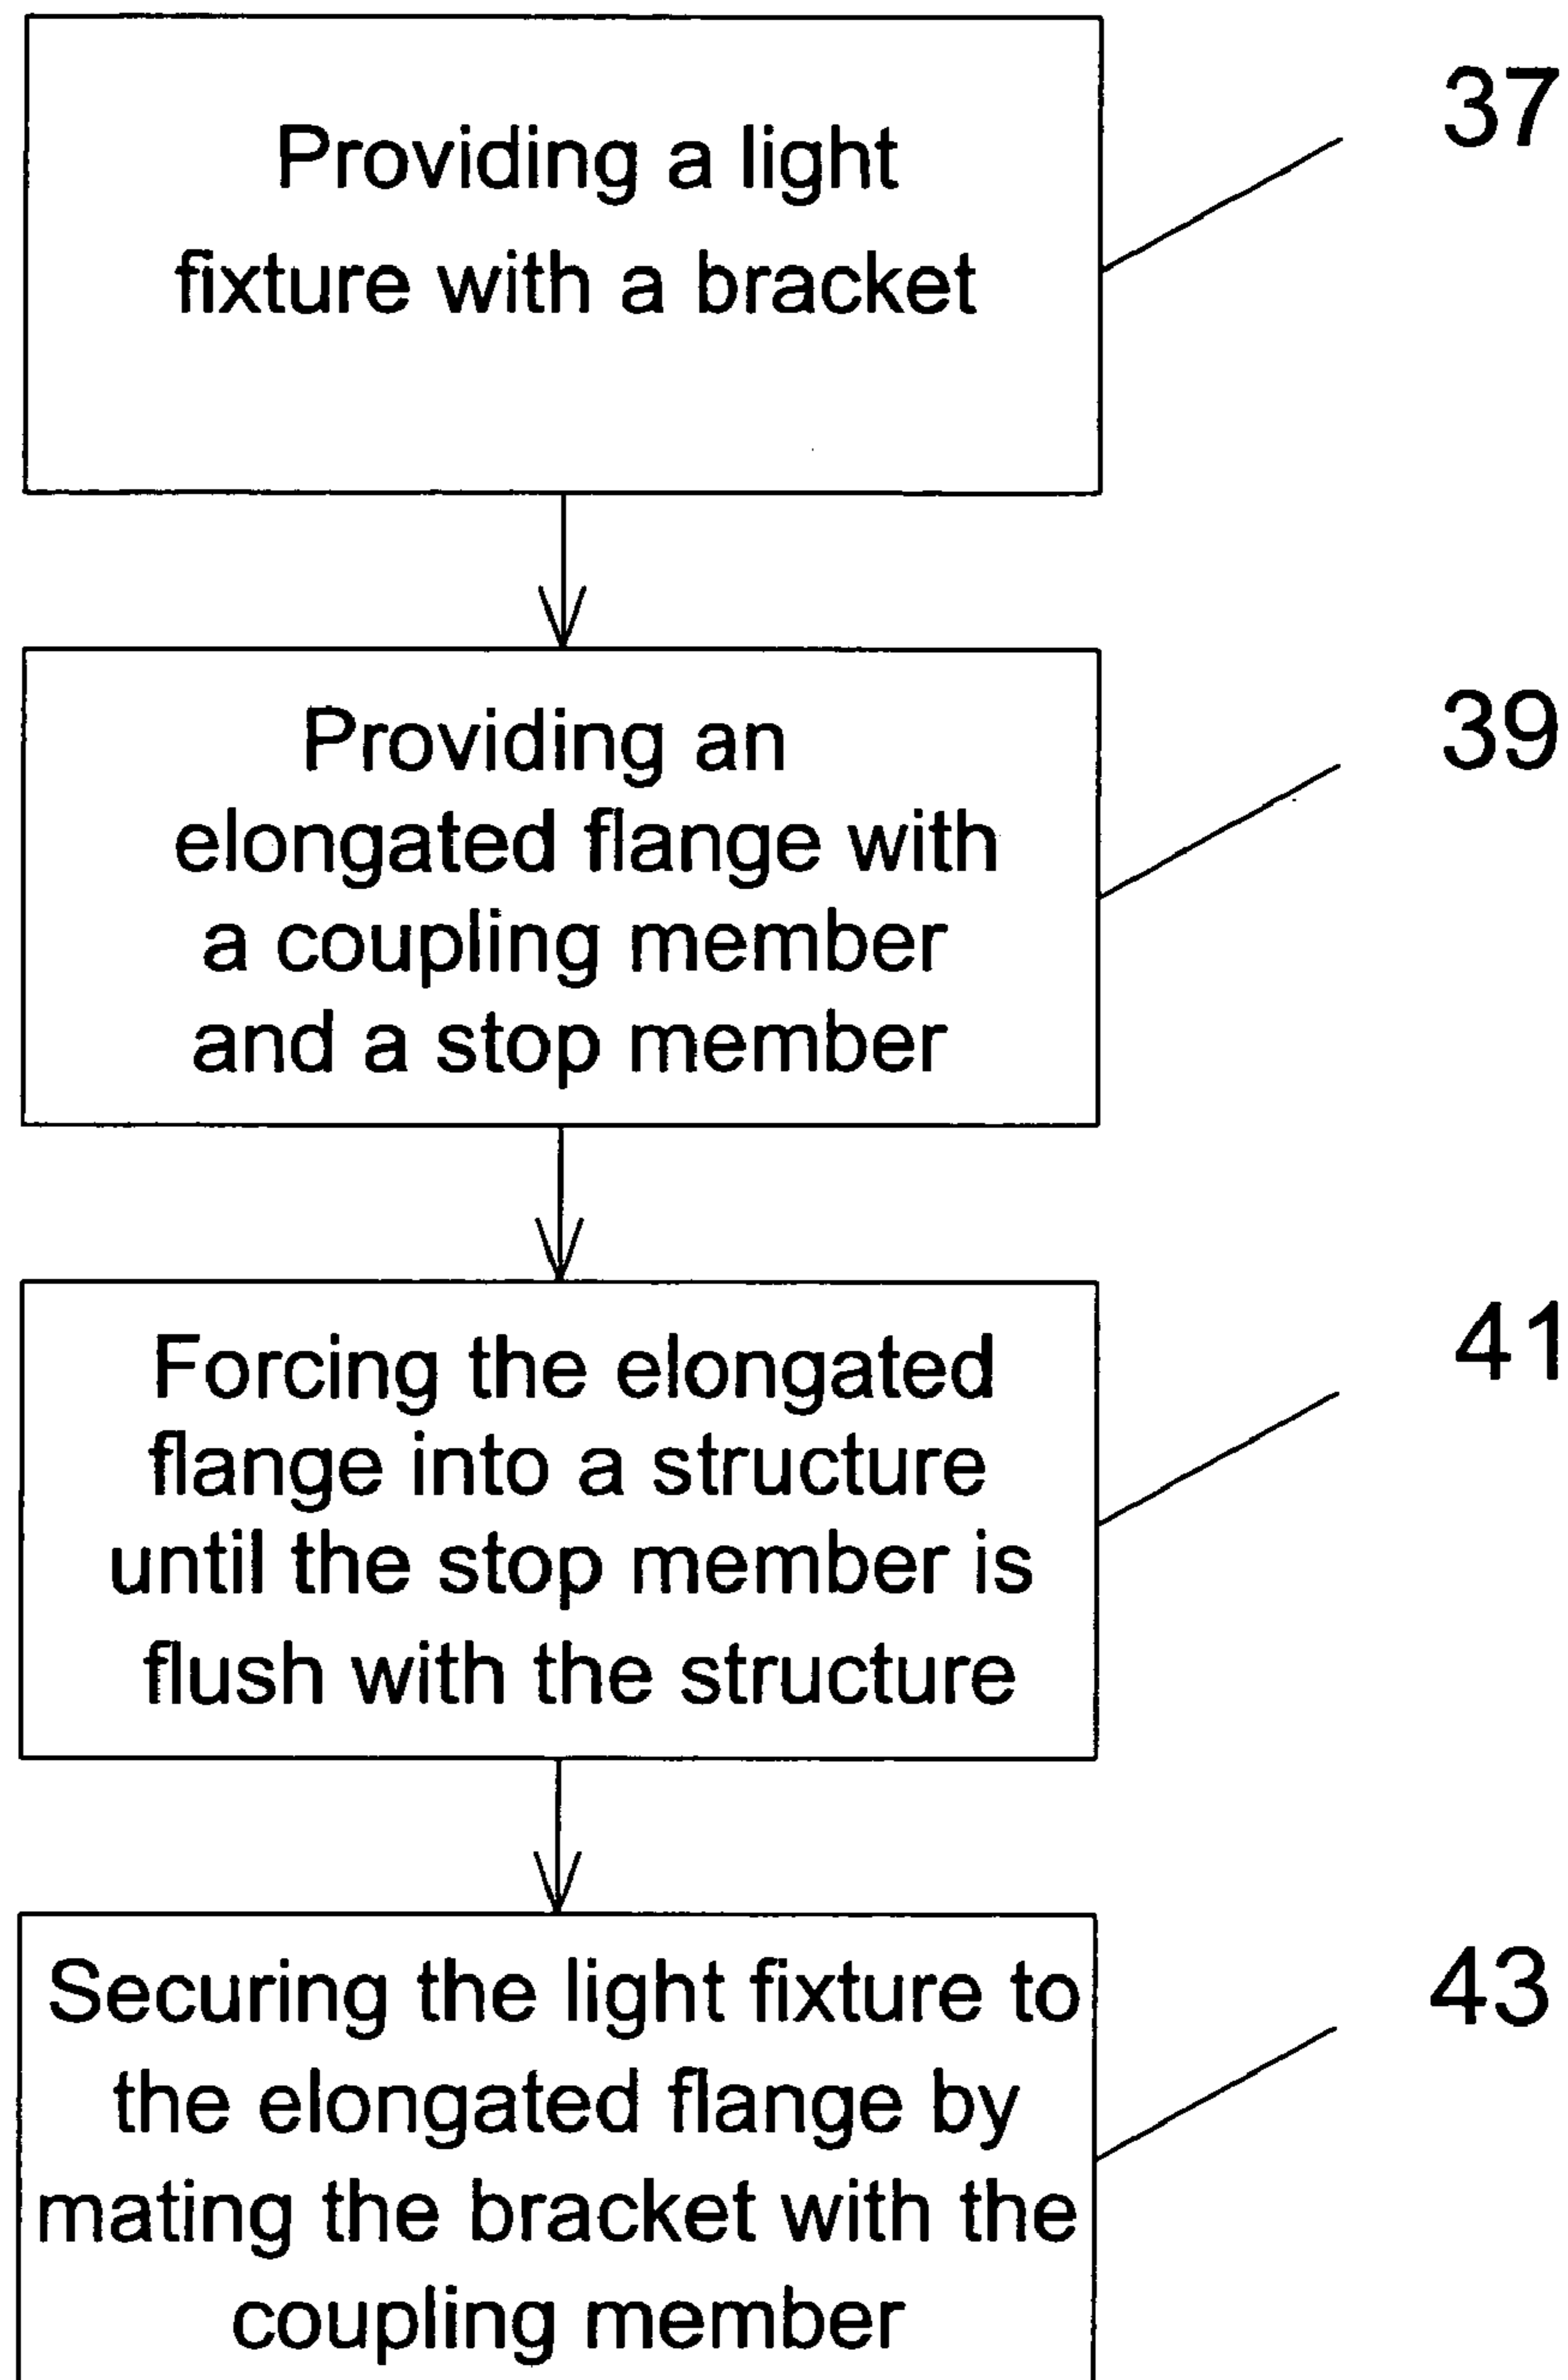 Providing a light
fixture with a bracket
37
Providing an
elongated flange with
a coupling member
and a stop member
39
Forcing the elongated
flange into a structure
until the stop member is
flush with the structure
41
Securing the light fixture to
the elongated flange by
mating the bracket with the
coupling member
43